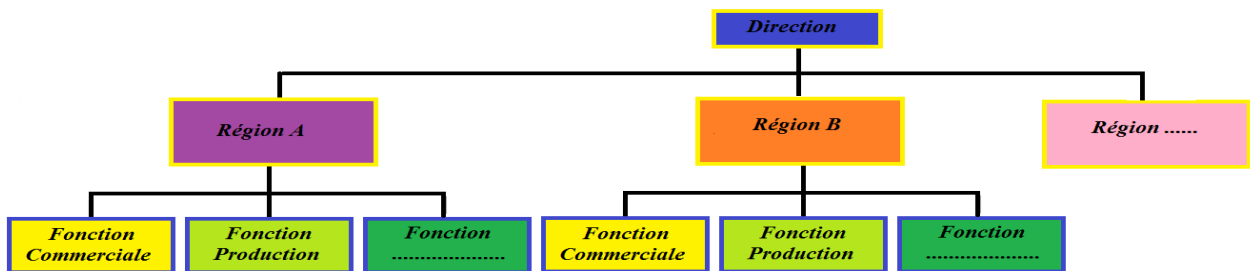 Direction
Région A
Région B
Région ......
Fonction
Commerciale
Fonction
Production
Fonction
...................
Fonction
Commerciale
Fonction
Production
Fonction
...................